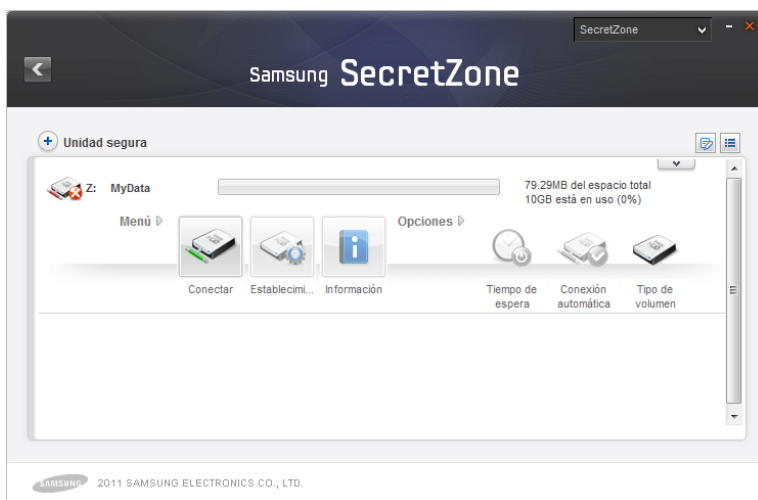 SecretZone
Samsung SecretZone
Unidad segura
Z: MyData
79.29MB del espacio total
10GB está en uso (0%)
Menú
Opciones
Conectar
Establecimi...
Información
Tiempo de
espera
Conexión
automática
Tipo de
volumen
SAMSUNG
2011 SAMSUNG ELECTRONICS CO., LTD.